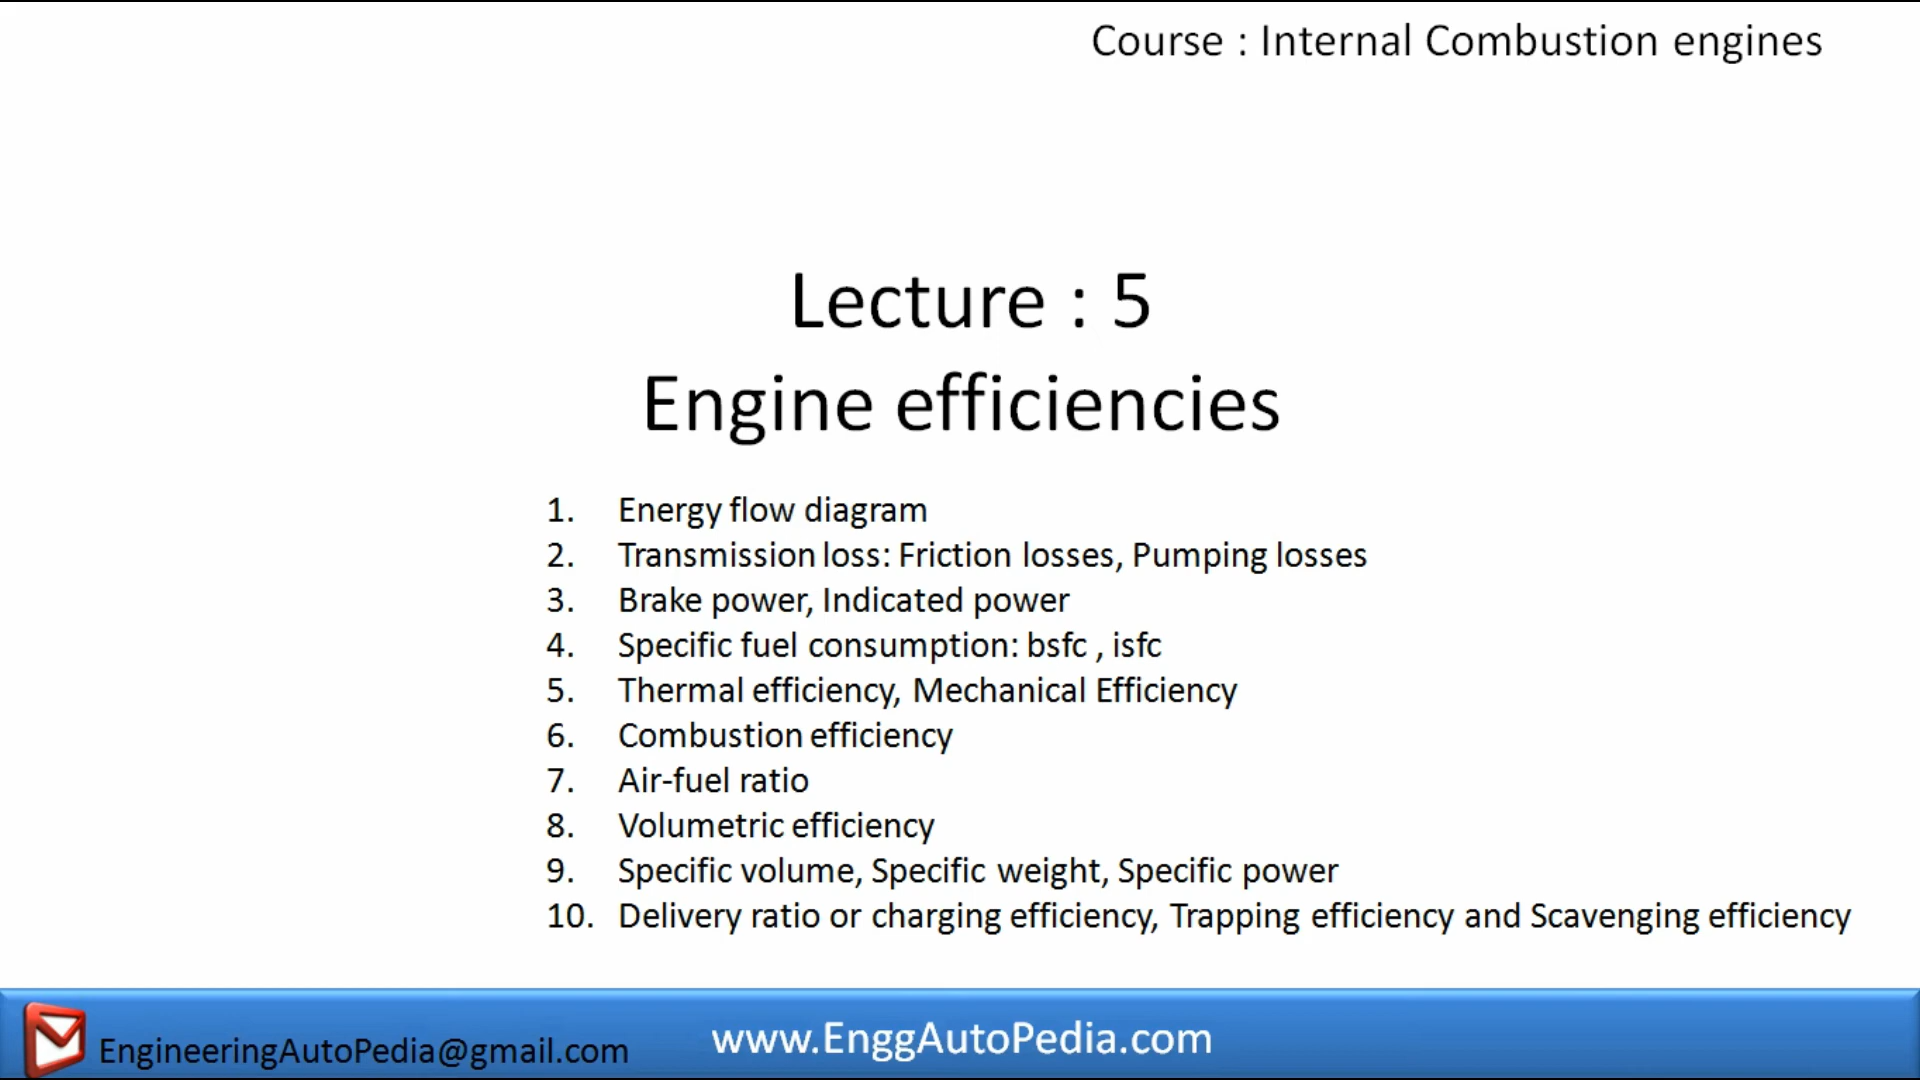 Course : Internal Combustion engines
Lecture : 5
Engine efficiencies
1. Energy flow diagram
2. Transmission loss: Friction losses, Pumping losses
3. Brake power, Indicated power
4. Specific fuel consumption: bsfc , isfc
5. Thermal efficiency, Mechanical Efficiency
6. Combustion efficiency
7. Air-fuel ratio
8. Volumetric efficiency
9. Specific volume, Specific weight, Specific power
10. Delivery ratio or charging efficiency, Trapping efficiency and Scavenging efficiency
EngineeringAutoPedia@gmail.com
www.EnggAutoPedia.com